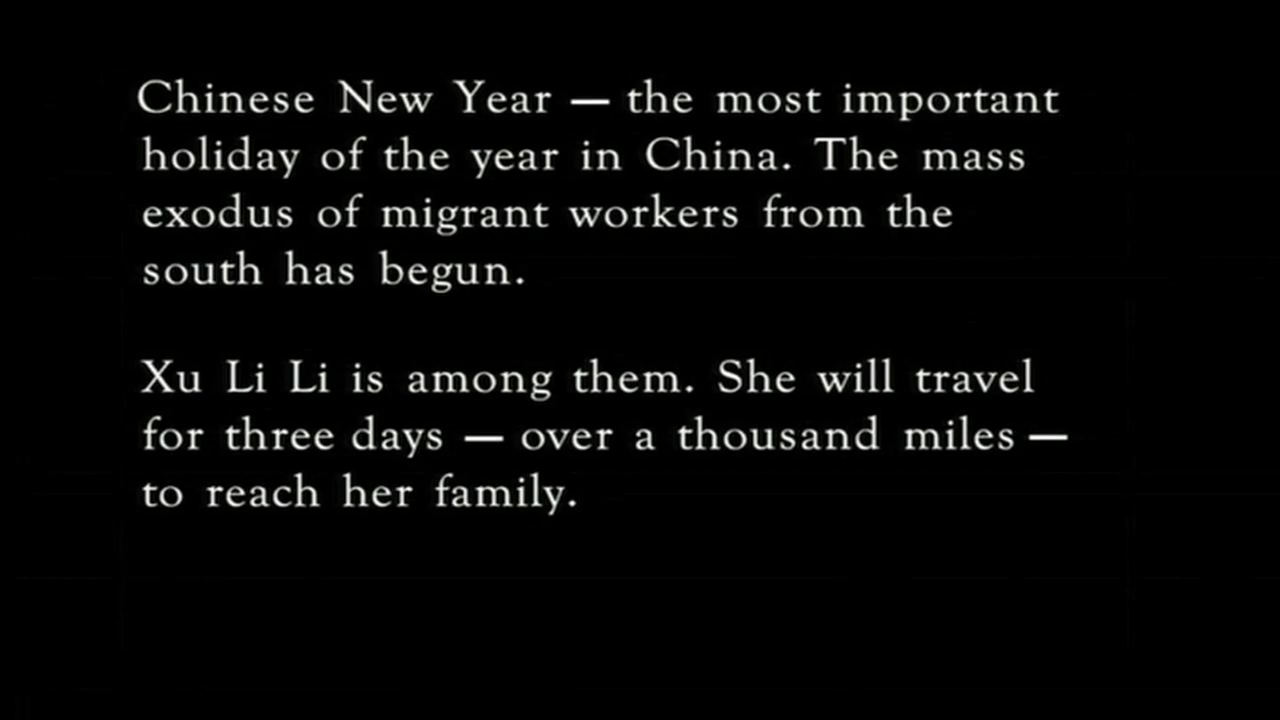 Chinese New Year — the most important
holiday of the year in China. The mass
exodus of migrant workers from the
south has begun.
Xu Li Li is among them. She will travel
for three days — over a thousand miles —
to reach her family.